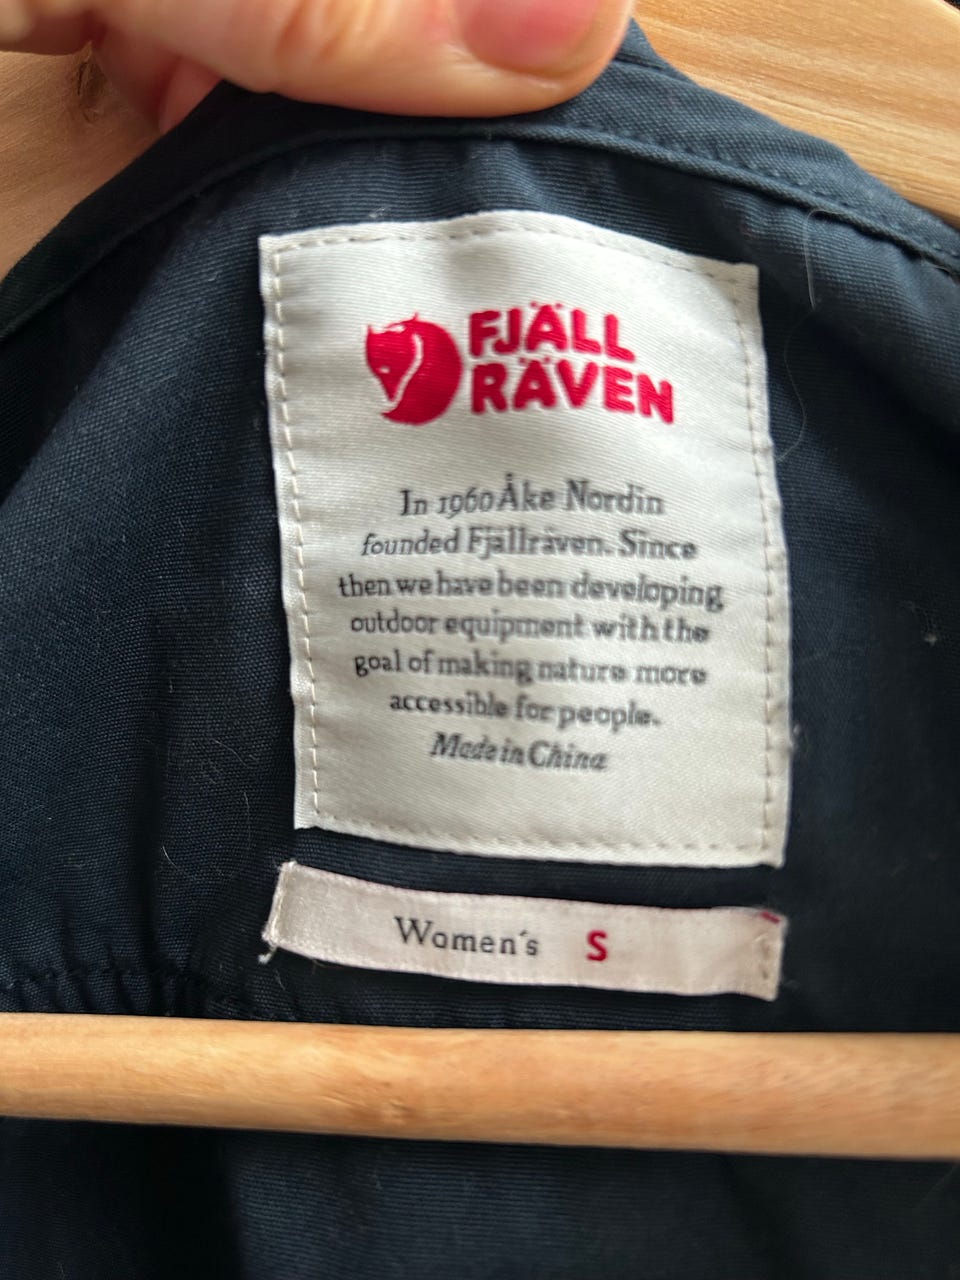 FJÄLL
RÄVEN
In 1960 Åke Nordin
founded Fjällräven. Since
then we have been developing
outdoor equipment with the
goal of making nature more
accessible for people.
Made in China
Women's S